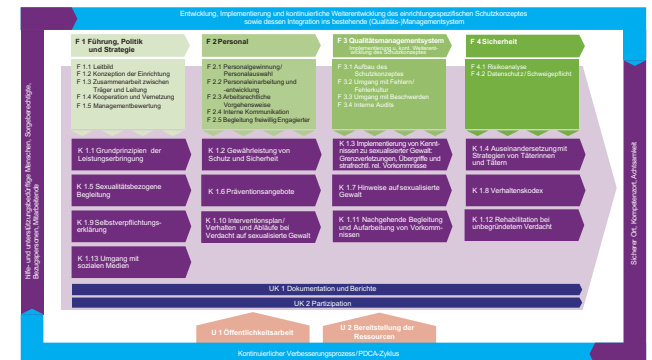 Entwicklung, Implementierung und kontinuierliche Weiterentwicklung des einrichtungsspezifischen Schutzkonzeptes
sowie dessen Integration ins bestehende (Qualitäts-)Managementsystem
hilfe- und unterstützungsbedürftige Menschen, Sorgeberechtigte,
Bezugspersonen, Mitarbeitende
F 1 Führung, Politik
und Strategie
F 1.1 Leitbild
F 1.2 Konzeption der Einrichtung
F 1.3 Zusammenarbeit zwischen
Träger und Leitung
F 1.4 Kooperation und Vernetzung
F 1.5 Managementbewertung
F 2 Personal
F 2.1 Personalgewinnung/
Personalauswahl
F 2.2 Personaleinarbeitung und
-entwicklung
F 2.3 Arbeitsrechtliche
Vorgehensweise
F 2.4 Interne Kommunikation
F 2.5 Begleitung freiwillig Engagierter
F 3 Qualitätsmanagementsystem
Implementierung u. kont. Weiterent-
wicklung des Schutzkonzeptes
F 3.1 Aufbau des
Schutzkonzeptes
F 3.2 Umgang mit Fehlern/
Fehlerkultur
F 3.3 Umgang mit Beschwerden
F 3.4 Interne Audits
F 4 Sicherheit
F 4.1 Risikoanalyse
F 4.2 Datenschutz/Schweigepflicht
K 1.1 Grundprinzipien der
Leistungserbringung
K 1.2 Gewährleistung von
Schutz und Sicherheit
K 1.3 Implementierung von Kennt-
nissen zu sexualisierter Gewalt:
Grenzverletzungen, Übergriffe und
strafrechtl. rel. Vorkommnisse
K 1.4 Auseinandersetzung mit
Strategien von Täterinnen
und Tätern
K 1.5 Sexualitätsbezogene
Begleitung
K 1.6 Präventionsangebote
K 1.7 Hinweise auf sexualisierte
Gewalt
K 1.8 Verhaltenskodex
K 1.9 Selbstverpflichtungs-
erklärung
K 1.10 Interventionsplan/
Verhalten und Abläufe bei
Verdacht auf sexualisierte Gewalt
K 1.11 Nachgehende Begleitung
und Aufarbeitung von Vorkomm-
nissen
K 1.12 Rehabilitation bei
unbegründetem Verdacht
K 1.13 Umgang mit
sozialen Medien
UK 1 Dokumentation und Berichte
UK 2 Partizipation
U 1 Öffentlichkeitsarbeit
U 2 Bereitstellung der
Ressourcen
Sicherer Ort, Kompetenzort, Achtsamkeit
Kontinuierlicher Verbesserungsprozess/PDCA-Zyklus